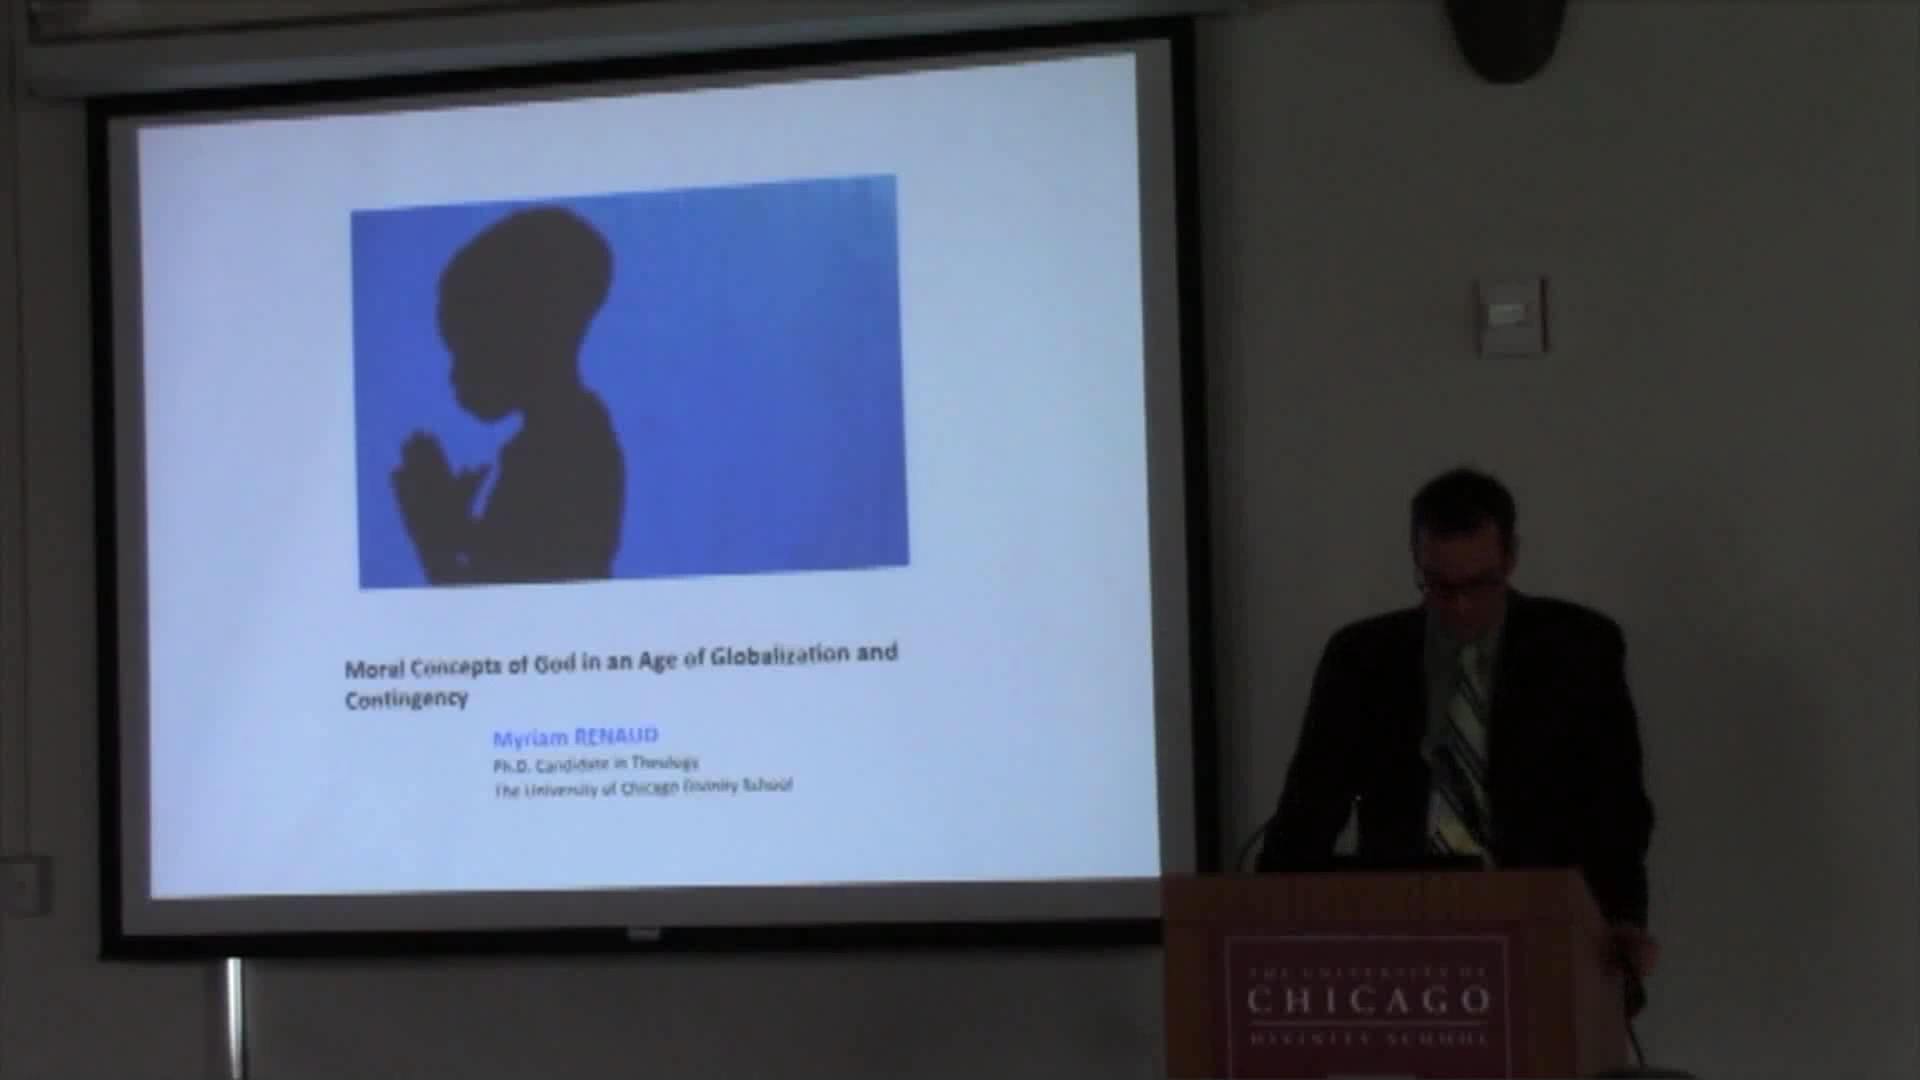 Moral Concepts of God in an Age of Globalization and
Contingency
Myriam RENAUD
Ph.D. Candidate in Theology
The University of Chicago Divinity School
THE UNIVERSITY OF
CHICAGO
DIVINITY SCHOOL